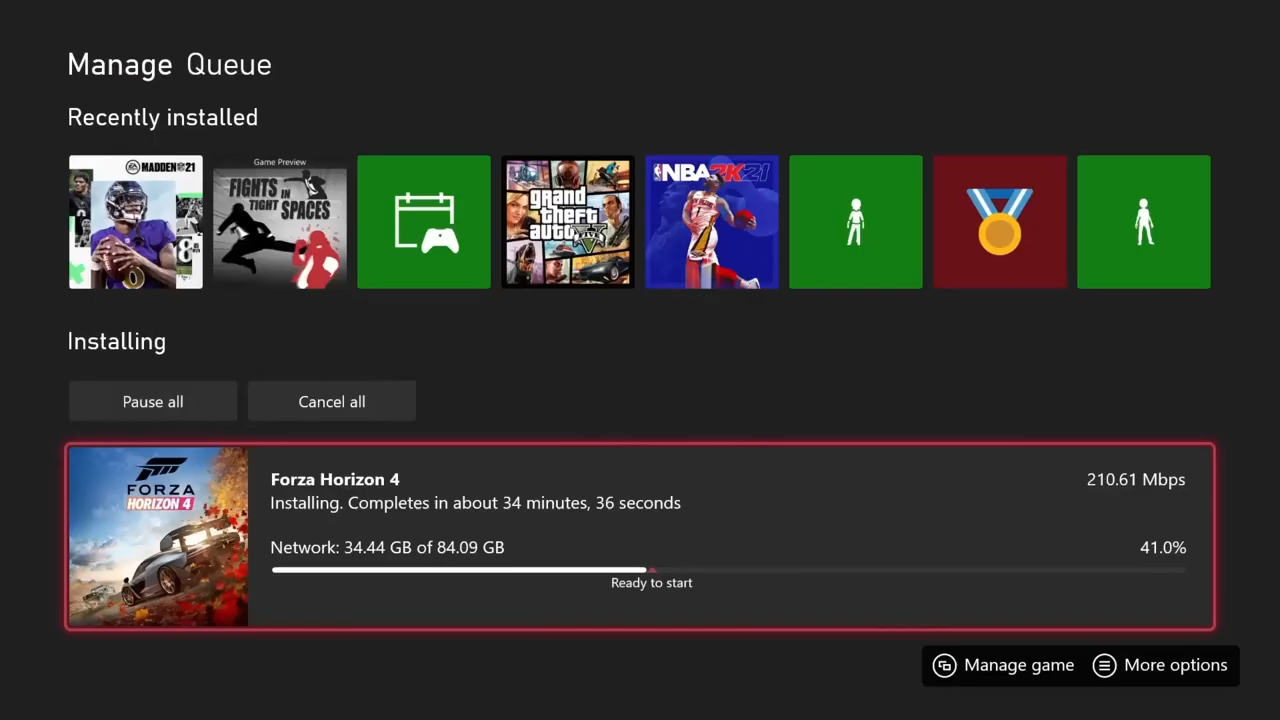 Manage Queue
Recently installed
MADDEN 21
Game Preview
FIGHTS IN
TIGHT SPACES
grand
theft
auto V
NBA 2K21
Installing
Pause all
Cancel all
FORZA
HORIZON 4
Forza Horizon 4
210.61 Mbps
Installing. Completes in about 34 minutes, 36 seconds
Network: 34.44 GB of 84.09 GB
41.0%
Ready to start
Manage game
More options